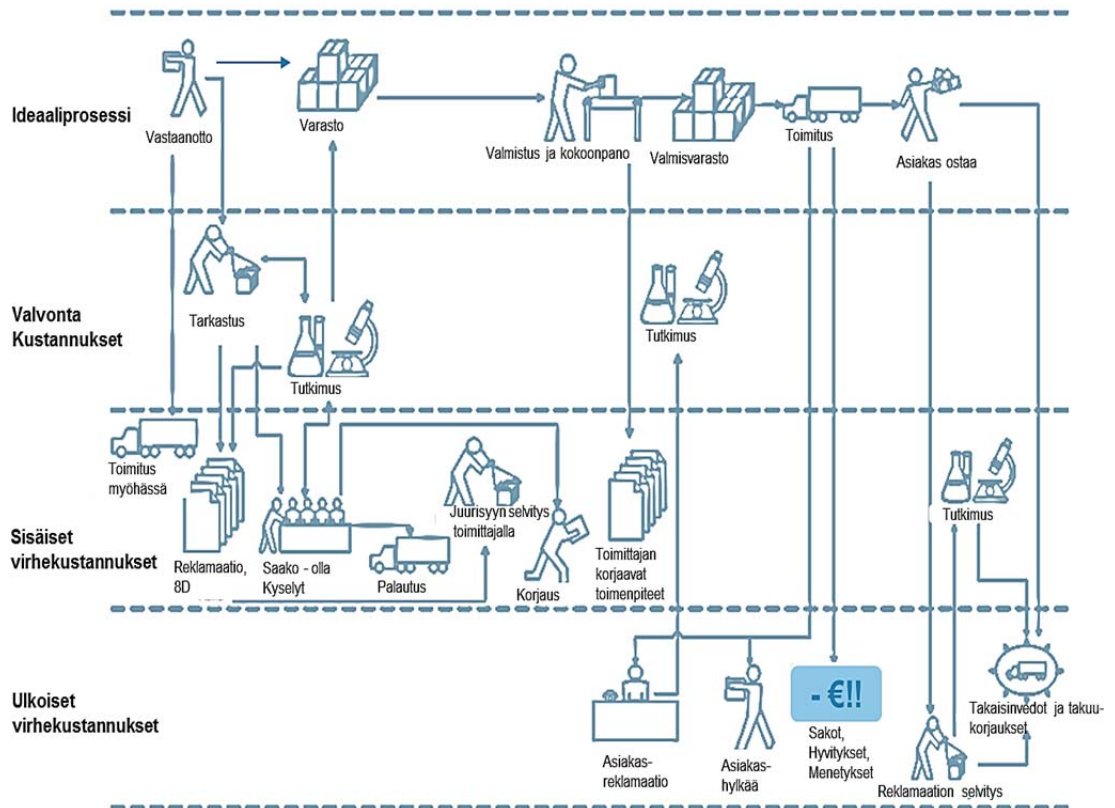 Ideaaliprosessi
Vastaanotto
Varasto
Valmistus ja kokoonpano
Valmisvarasto
Toimitus
Asiakas ostaa
Valvonta
Kustannukset
Tarkastus
Tutkimus
Tutkimus
Sisäiset
virhekustannukset
Toimitus
myöhässä
Reklamaatio,
8D
Saako - olla
Kyselyt
Palautus
Juurisyyn selvitys
toimittajalla
Korjaus
Toimittajan
korjaavat
toimenpiteet
Tutkimus
Ulkoiset
virhekustannukset
Asiakas-
reklamaatio
Asiakas-
hylkää
- €!!
Sakot,
Hyvitykset,
Menetykset
Reklamaation selvitys
Takaisinvedot ja takuu-
korjaukset